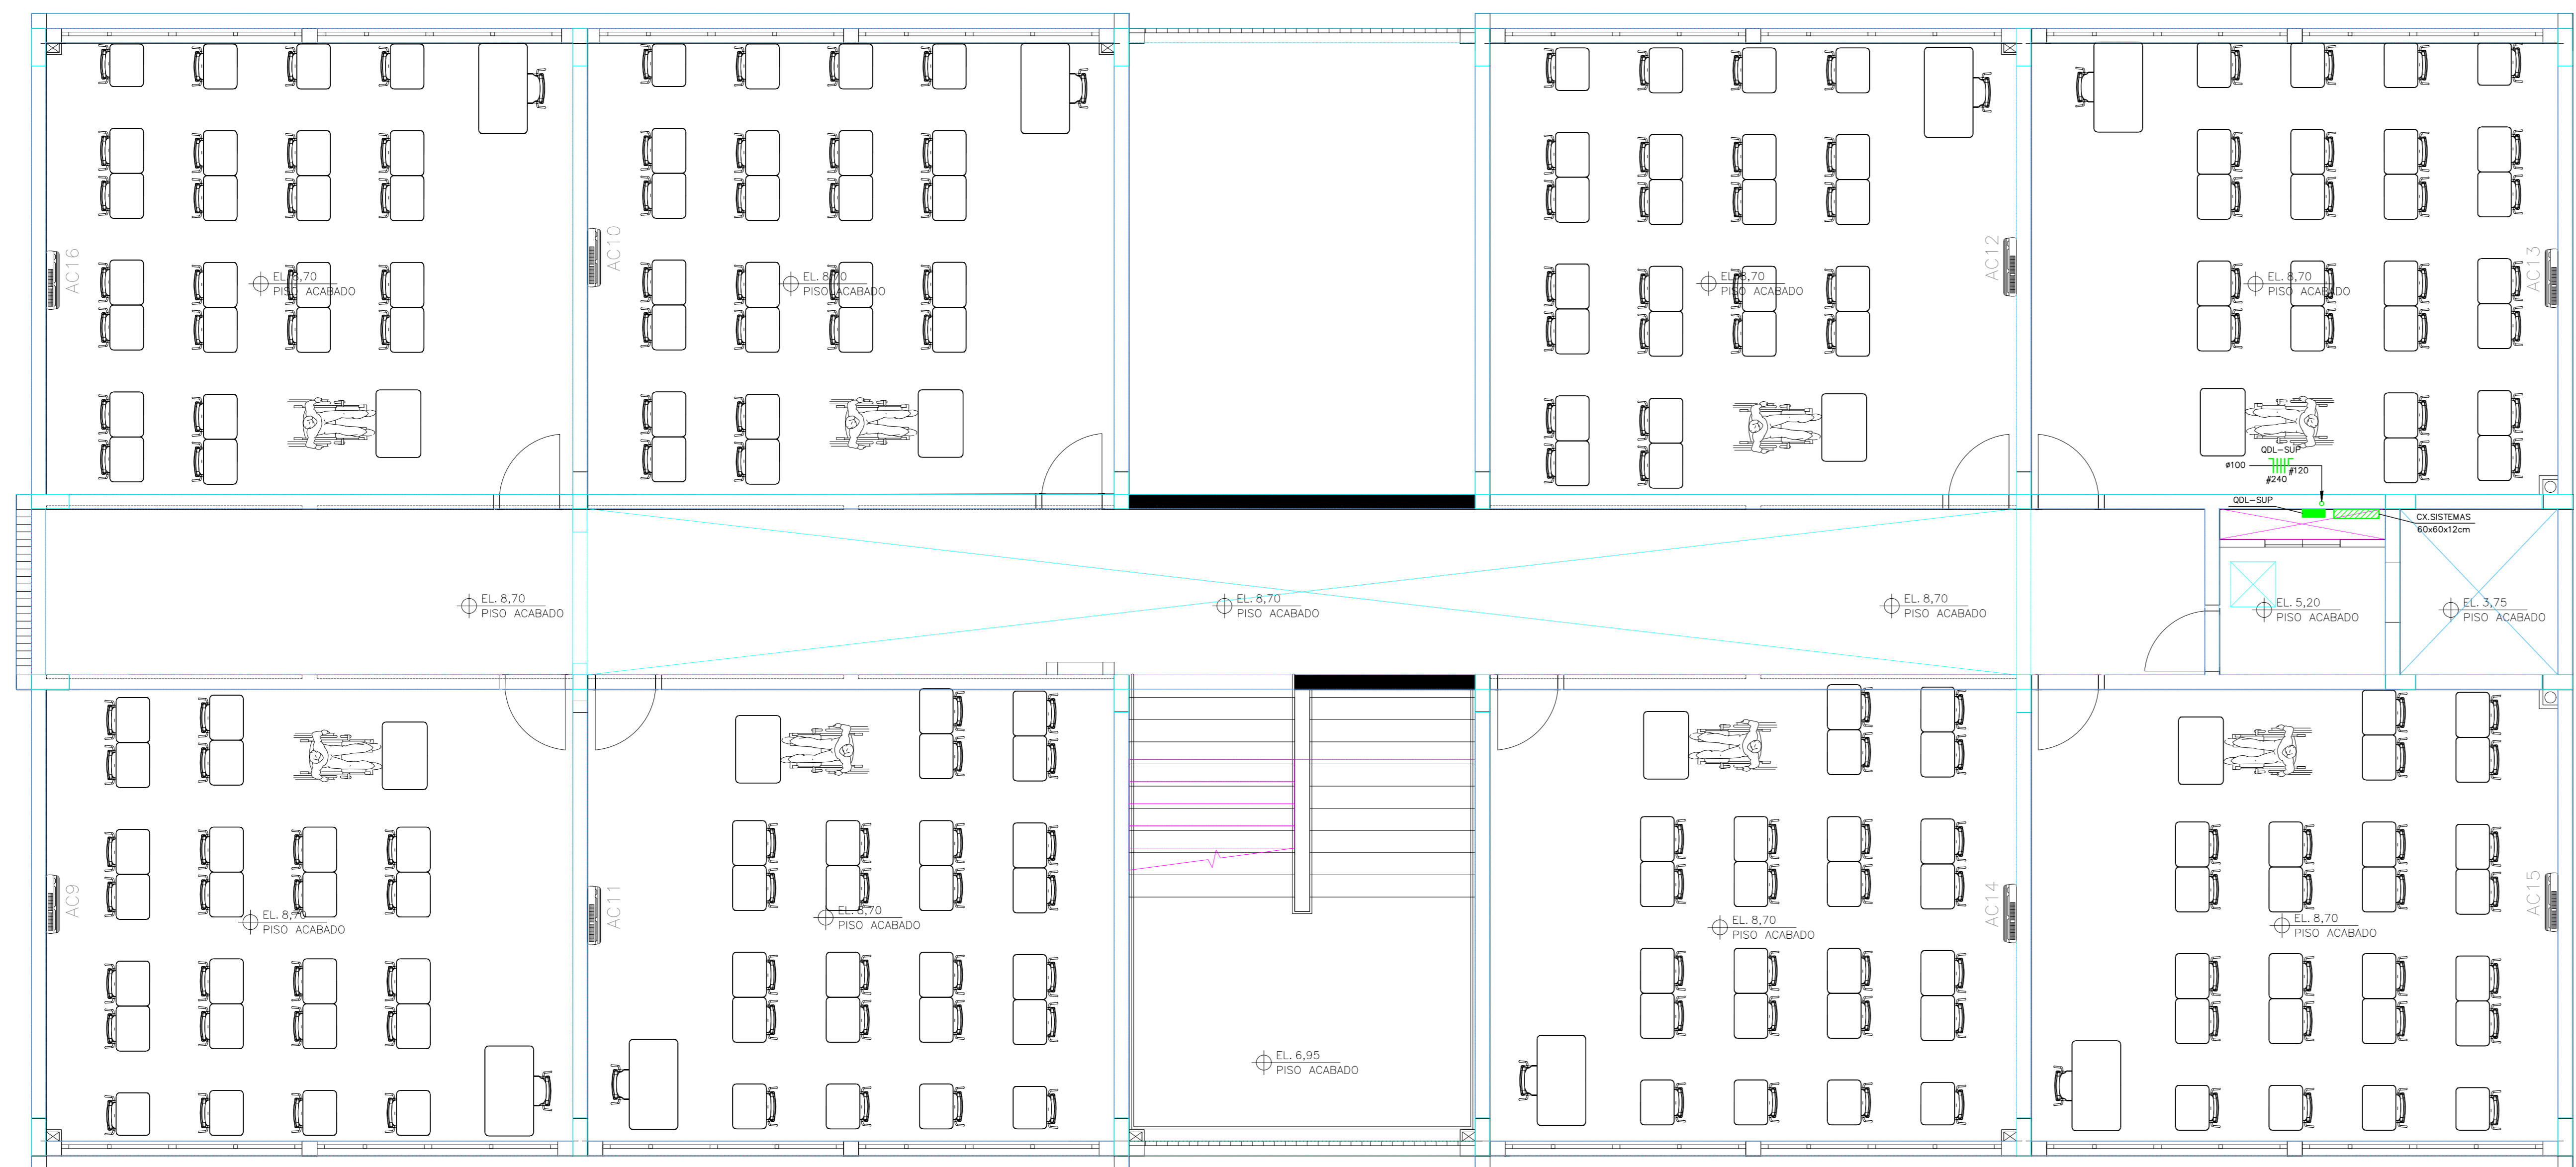 AC16
EL. 8,70
PISO ACABADO
AC10
EL. 8,70
PISO ACABADO
AC12
EL. 8,70
PISO ACABADO
AC13
EL. 8,70
PISO ACABADO
QDL-SUP
ø100
#120
#240
QDL-SUP
CX.SISTEMAS
60x60x12cm
EL. 8,70
PISO ACABADO
EL. 8,70
PISO ACABADO
EL. 8,70
PISO ACABADO
EL. 5,20
PISO ACABADO
EL. 3,75
PISO ACABADO
AC9
EL. 8,70
PISO ACABADO
AC11
EL. 8,70
PISO ACABADO
AC14
EL. 8,70
PISO ACABADO
AC15
EL. 8,70
PISO ACABADO
EL. 6,95
PISO ACABADO